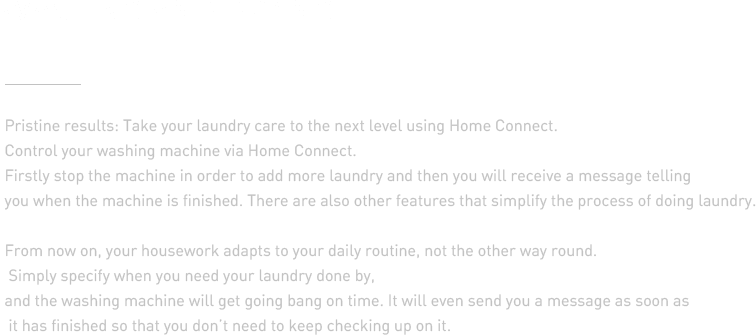 Pristine results: Take your laundry care to the next level using Home Connect.
Control your washing machine via Home Connect.
Firstly stop the machine in order to add more laundry and then you will receive a message telling
you when the machine is finished. There are also other features that simplify the process of doing laundry.
From now on, your housework adapts to your daily routine, not the other way round.
Simply specify when you need your laundry done by,
and the washing machine will get going bang on time. It will even send you a message as soon as
it has finished so that you don't need to keep checking up on it.